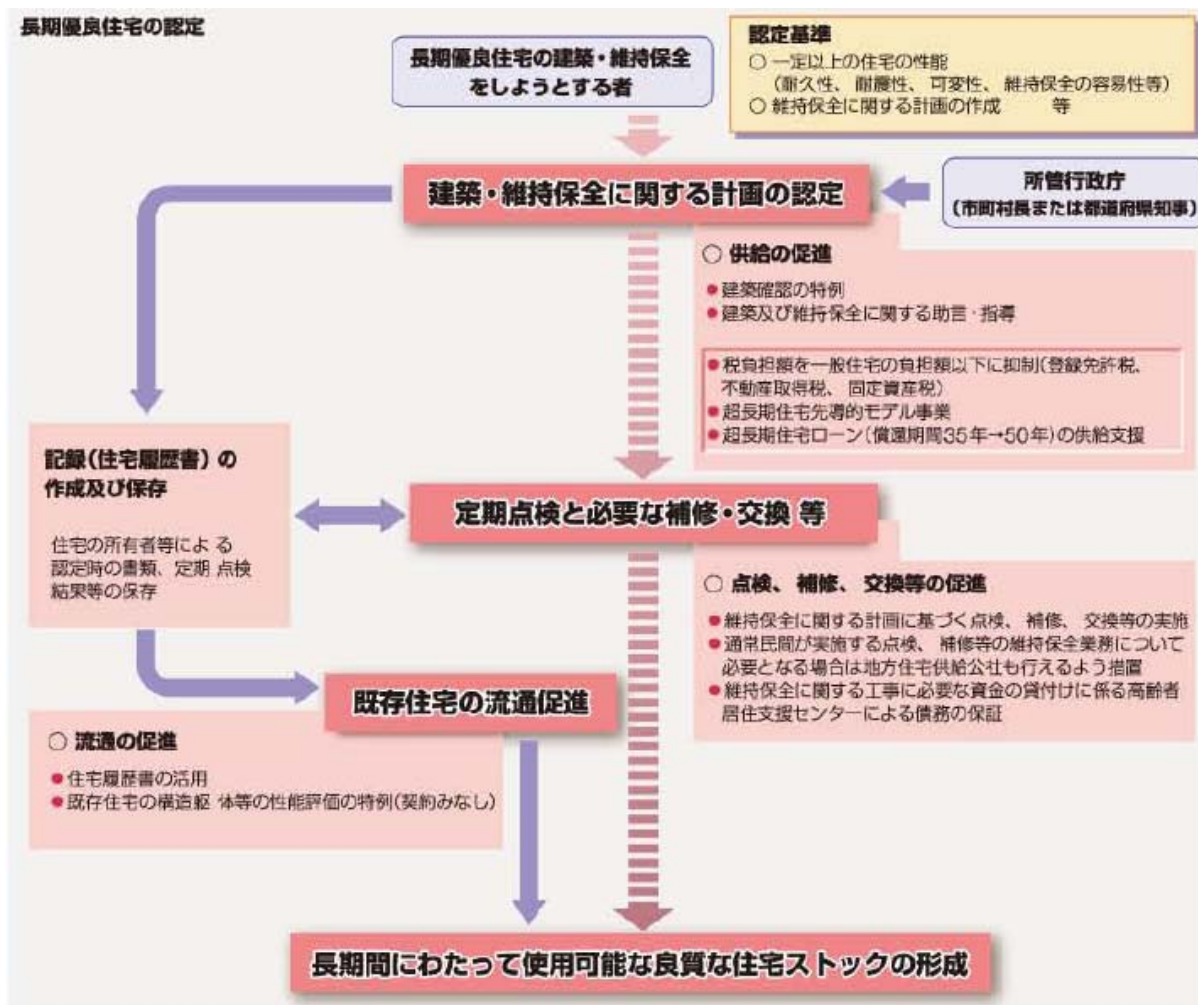 長期優良住宅の認定
長期優良住宅の建築・維持保全
をしようとする者
認定基準
○ 一定以上の住宅の性能
(耐久性、耐震性、可変性、維持保全の容易性等)
○ 維持保全に関する計画の作成　　等
建築・維持保全に関する計画の認定
所管行政庁
(市町村長または都道府県知事)
○ 供給の促進
●建築確認の特例
●建築及び維持保全に関する助言・指導
●税負担額を一般住宅の負担額以下に抑制(登録免許税、
不動産取得税、固定資産税)
●超長期住宅先導的モデル事業
●超長期住宅ローン(償還期間35年→50年)の供給支援
記録(住宅履歴書)の
作成及び保存
住宅の所有者等によ る
認定時の書類、定期 点検
結果等の保存
定期点検と必要な補修・交換 等
○ 点検、補修、交換等の促進
●維持保全に関する計画に基づく点検、補修、交換等の実施
●通常民間が実施する点検、補修等の維持保全業務について
必要となる場合は地方住宅供給公社も行えるよう措置
●維持保全に関する工事に必要な資金の貸付けに係る高齢者
居住支援センターによる債務の保証
既存住宅の流通促進
○ 流通の促進
●住宅履歴書の活用
●既存住宅の構造躯 体等の性能評価の特例(契約みなし)
長期間にわたって使用可能な良質な住宅ストックの形成